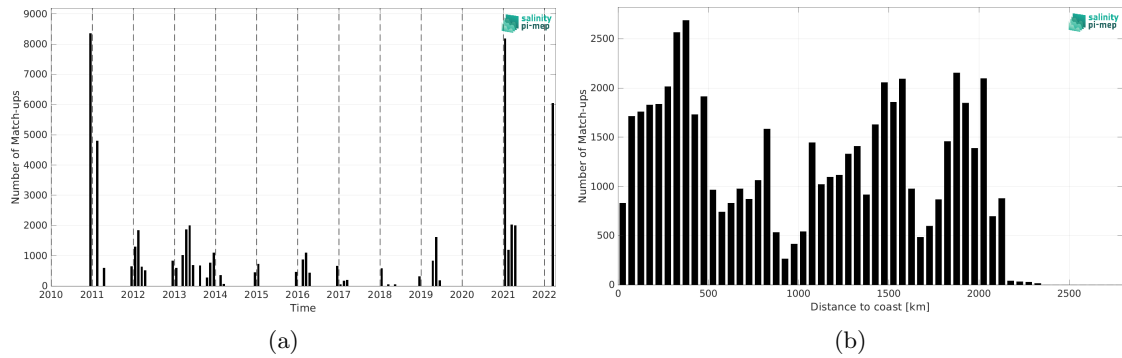 salinity
pi-mep
Number of Match-ups
9000
8000
7000
6000
5000
4000
3000
2000
1000
0
2010 2011 2012 2013 2014 2015 2016 2017 2018 2019 2020 2021 2022
Time
(a)
salinity
pi-mep
Number of Match-ups
2500
2000
1500
1000
500
0
0 500 1000 1500 2000 2500
Distance to coast [km]
(b)